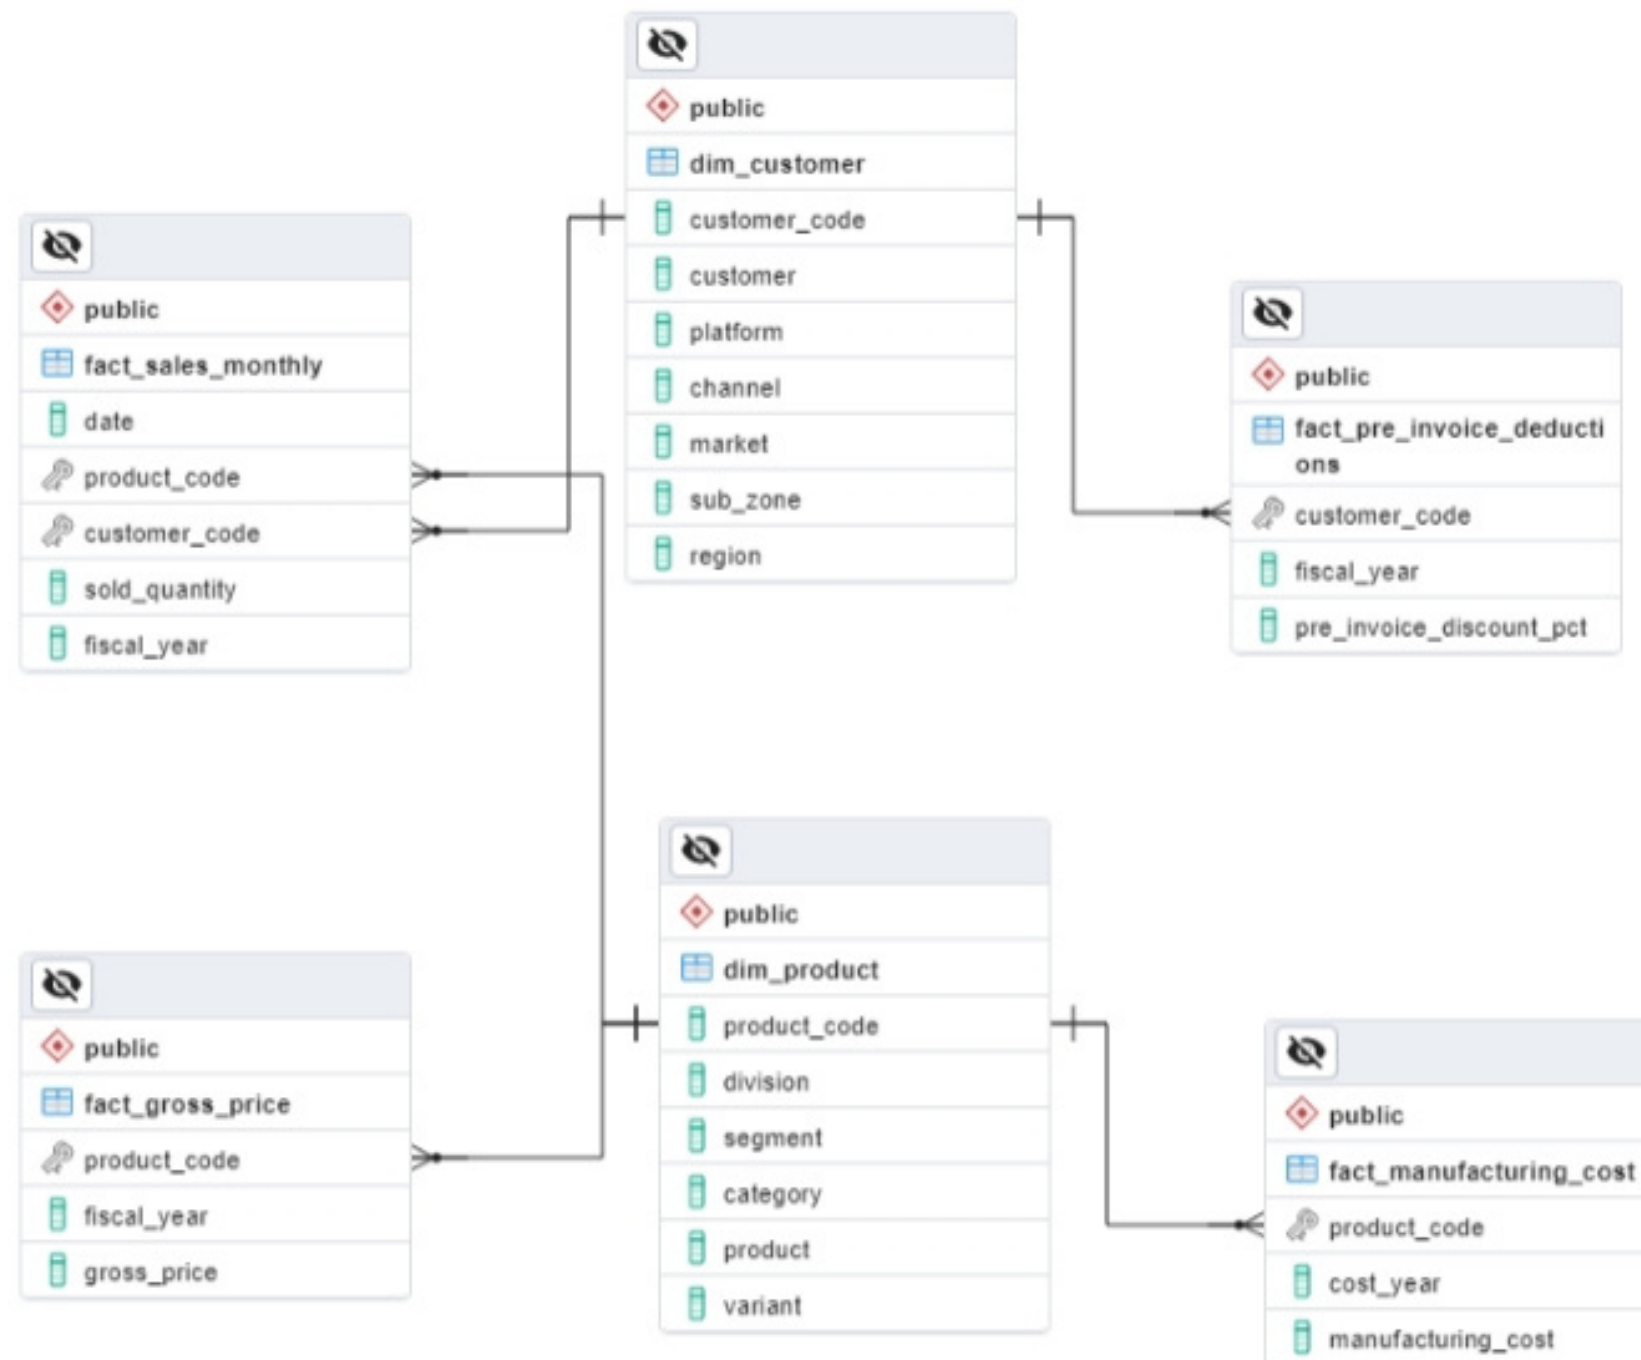 public
dim_customer
customer_code
customer
platform
channel
market
sub_zone
region
public
fact_sales_monthly
date
product_code
customer_code
sold_quantity
fiscal_year
public
fact_pre_invoice_deducti
ons
customer_code
fiscal_year
pre_invoice_discount_pct
public
dim_product
product_code
division
segment
category
product
variant
public
fact_gross_price
product_code
fiscal_year
gross_price
public
fact_manufacturing_cost
product_code
cost_year
manufacturing_cost